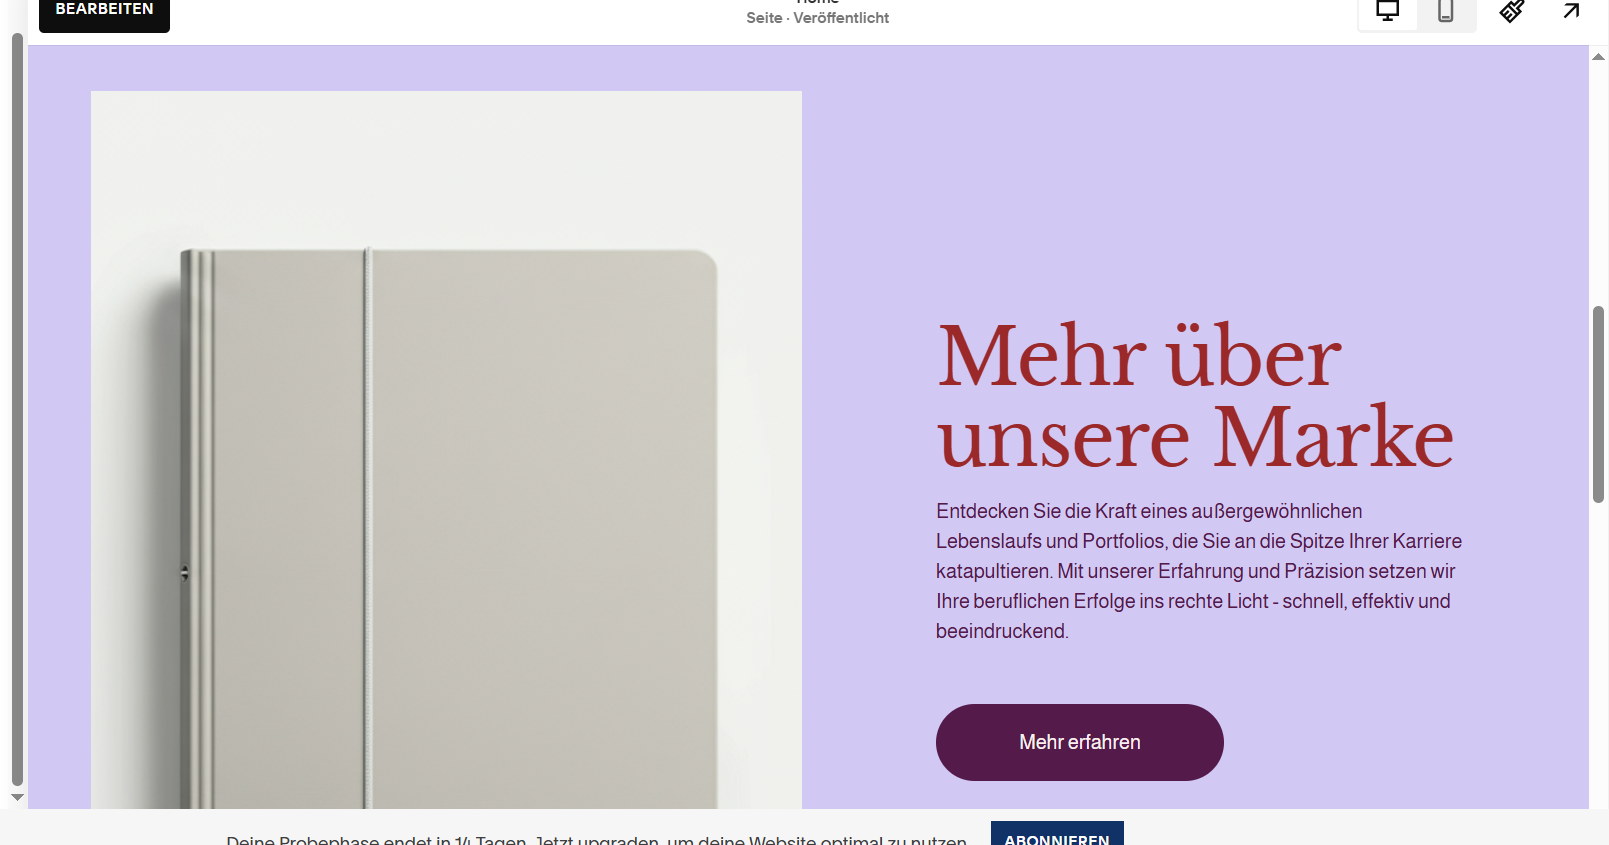 BEARBEITEN
Home
Seite · Veröffentlicht
Mehr über
unsere Marke
Entdecken Sie die Kraft eines außergewöhnlichen
Lebenslaufs und Portfolios, die Sie an die Spitze Ihrer Karriere
katapultieren. Mit unserer Erfahrung und Präzision setzen wir
Ihre beruflichen Erfolge ins rechte Licht - schnell, effektiv und
beeindruckend.
Mehr erfahren
Deine Probephase endet in 14 Tagen. Jetzt upgraden, um deine Website optimal zu nutzen.
ABONNIEREN